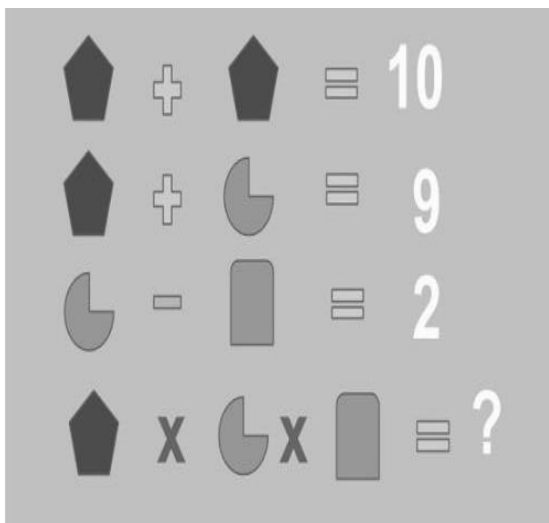 + = 10
+ = 9
- = 2
x x = ?